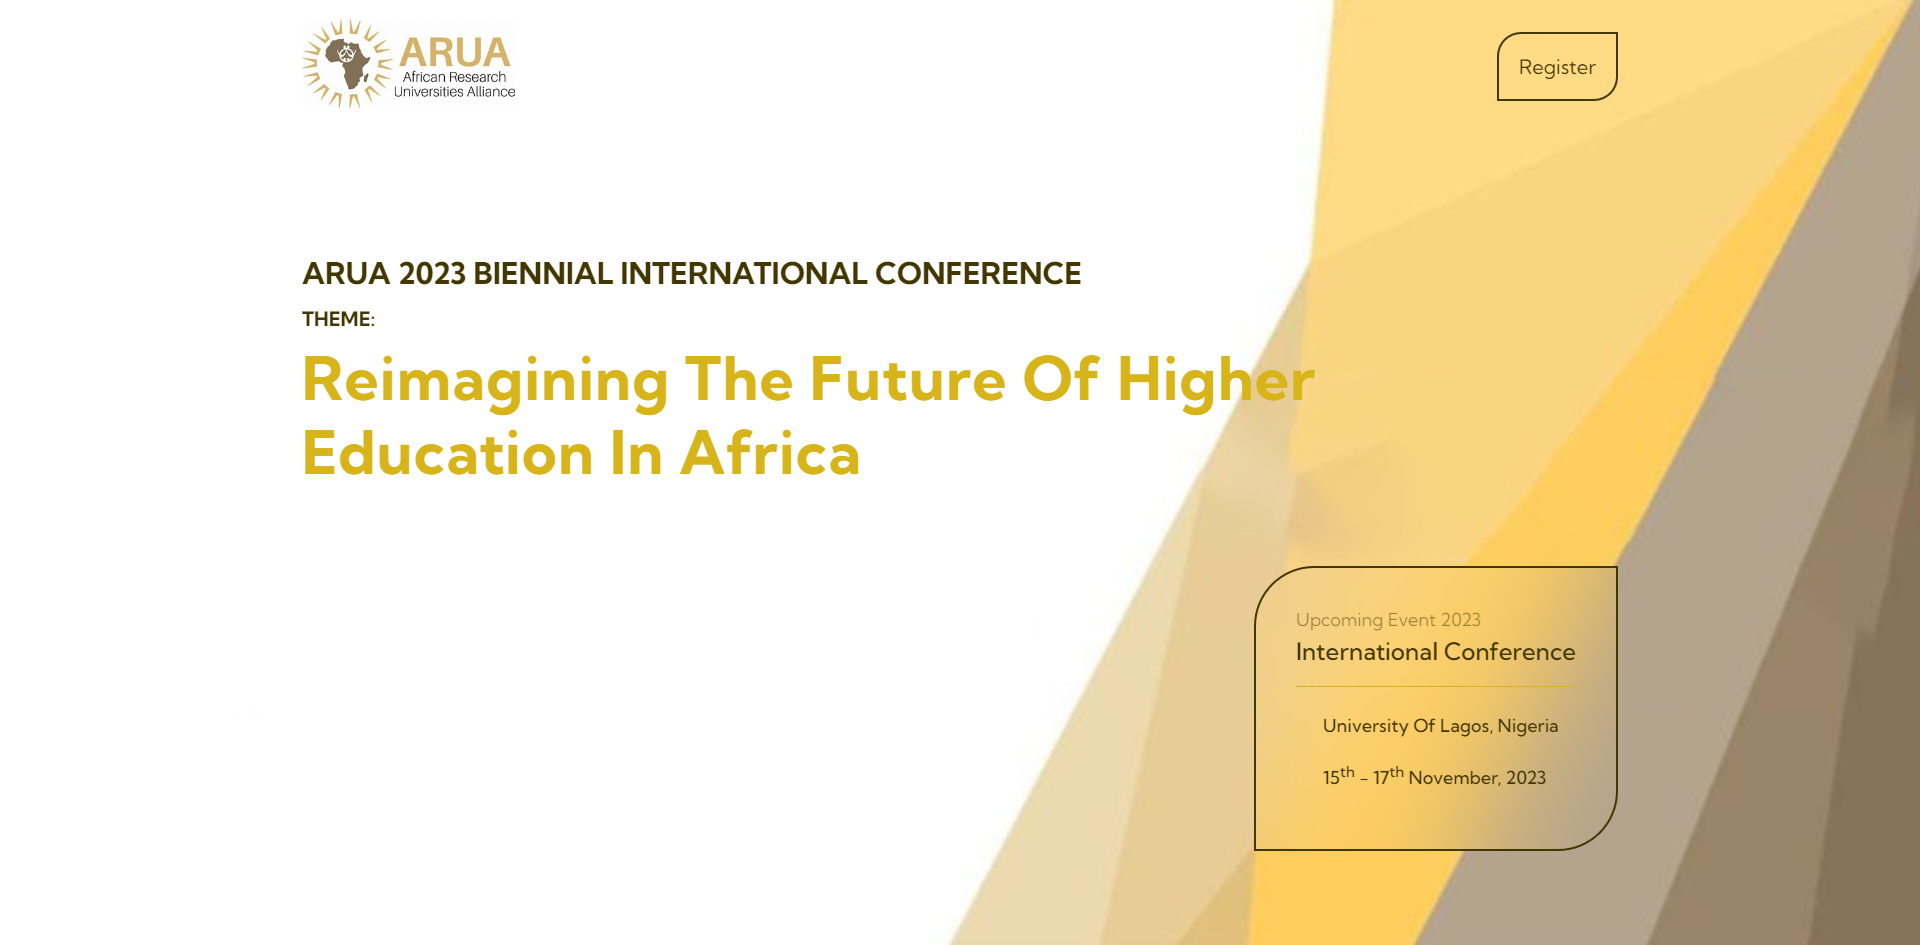 ARUA
African Research
Universities Alliance
Register
ARUA 2023 BIENNIAL INTERNATIONAL CONFERENCE
THEME:
Reimagining The Future Of Higher
Education In Africa
Upcoming Event 2023
International Conference
University Of Lagos, Nigeria
15th - 17th November, 2023